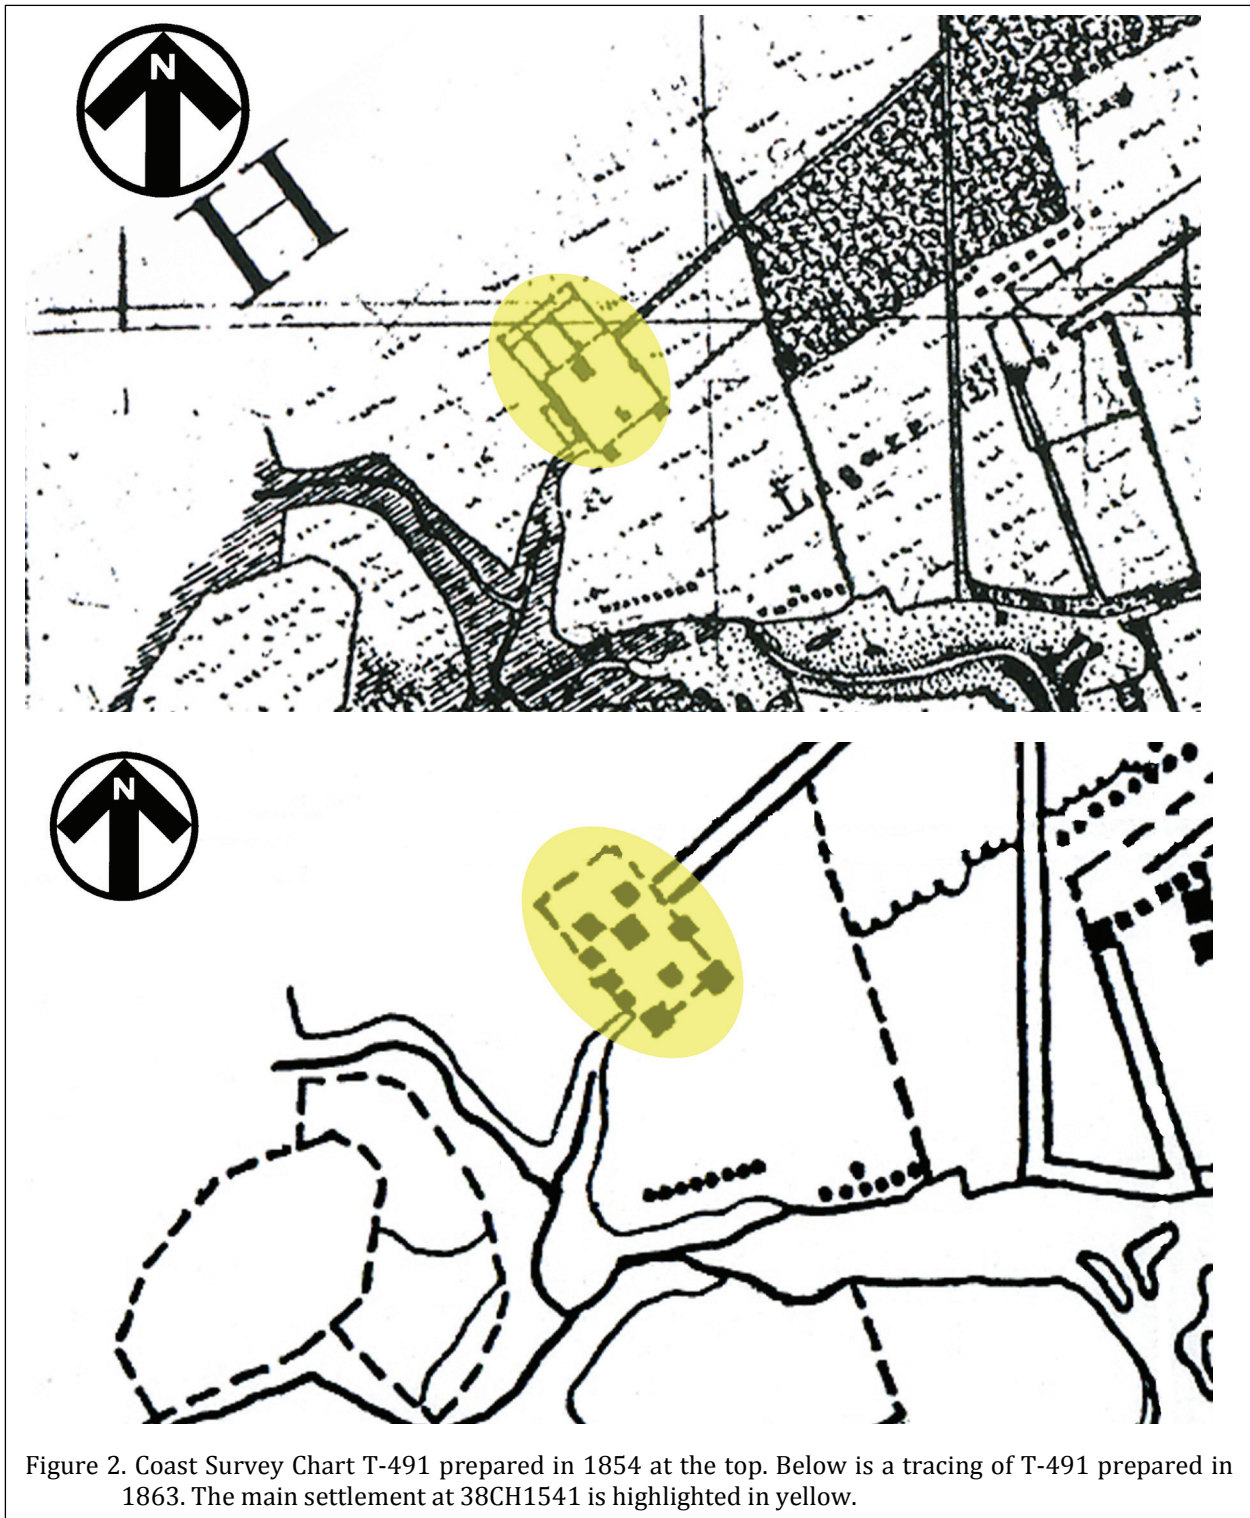 N
H
Legare
N
Figure 2. Coast Survey Chart T-491 prepared in 1854 at the top. Below is a tracing of T-491 prepared in
1863. The main settlement at 38CH1541 is highlighted in yellow.